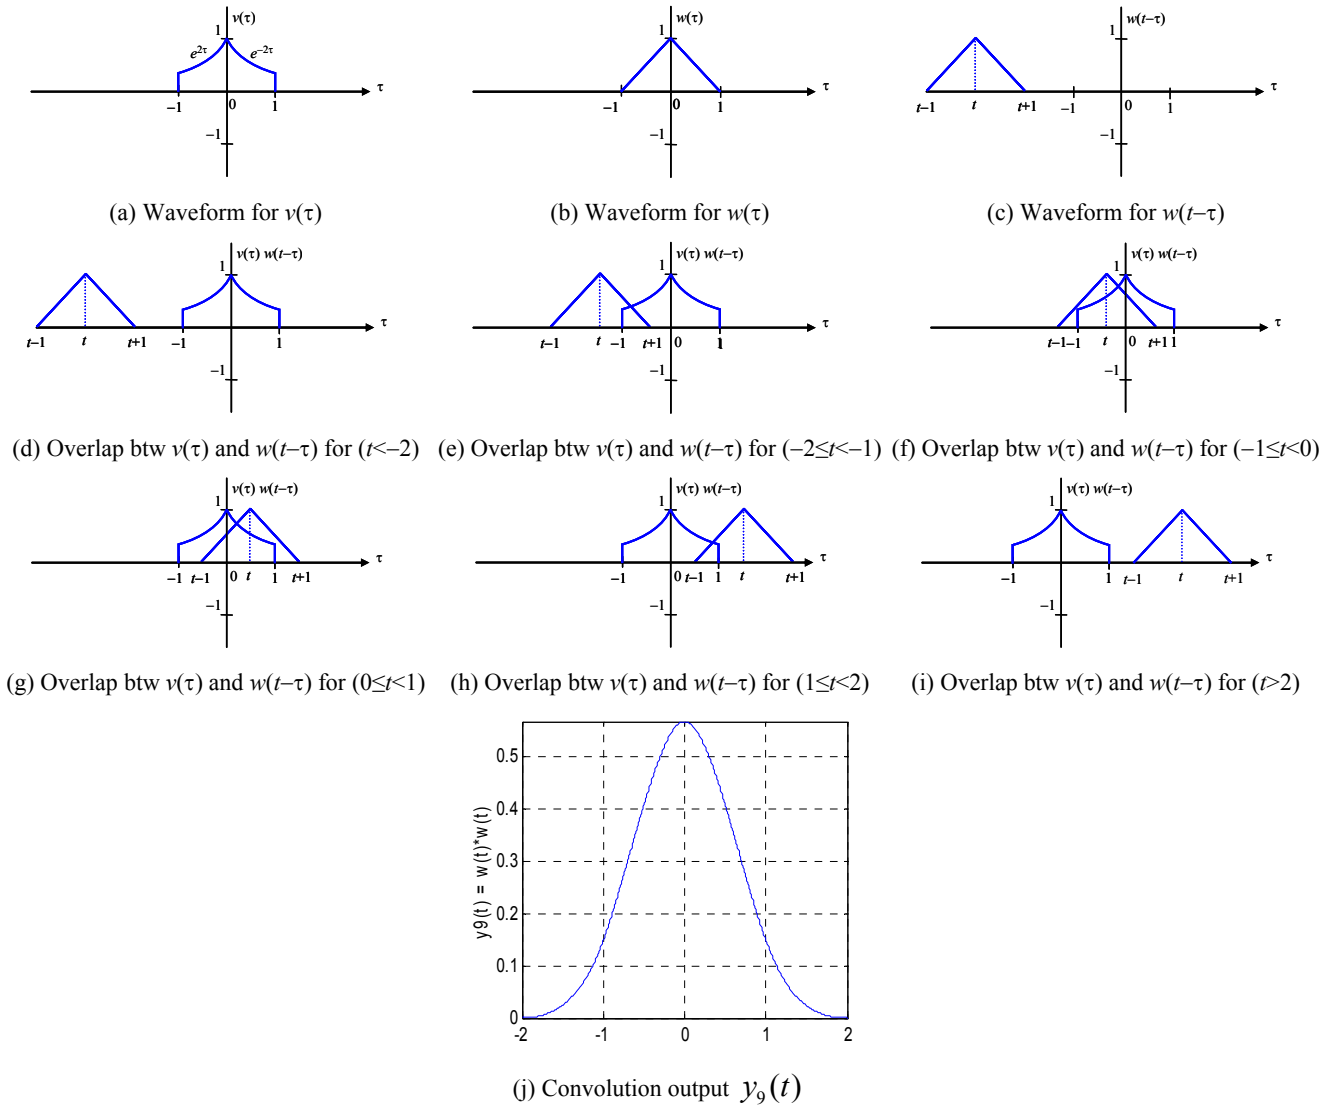 v(τ)
1
e^{2τ}
e^{−2τ}
τ
−1
0
1
−1
(a) Waveform for v(τ)
w(τ)
1
τ
−1
0
1
−1
(b) Waveform for w(τ)
w(t−τ)
1
τ
t−1
t
t+1
−1
0
1
−1
(c) Waveform for w(t−τ)
v(τ) w(t−τ)
1
τ
t−1
t
t+1
−1
0
1
−1
(d) Overlap btw v(τ) and w(t−τ) for (t<−2)
v(τ) w(t−τ)
1
τ
t−1
t
−1
t+1
0
1
−1
(e) Overlap btw v(τ) and w(t−τ) for (−2≤t<−1)
v(τ) w(t−τ)
1
τ
t−1
−1
t
0
t+1
1
−1
(f) Overlap btw v(τ) and w(t−τ) for (−1≤t<0)
v(τ) w(t−τ)
1
τ
−1
t−1
0
t
1
t+1
−1
(g) Overlap btw v(τ) and w(t−τ) for (0≤t<1)
v(τ) w(t−τ)
1
τ
−1
0
t−1
1
t
t+1
−1
(h) Overlap btw v(τ) and w(t−τ) for (1≤t<2)
v(τ) w(t−τ)
1
τ
−1
0
1
t−1
t
t+1
−1
(i) Overlap btw v(τ) and w(t−τ) for (t>2)
y9(t) = w(t)*w(t)
0.5
0.4
0.3
0.2
0.1
0
-2
-1
0
1
2
(j) Convolution output y₉(t)